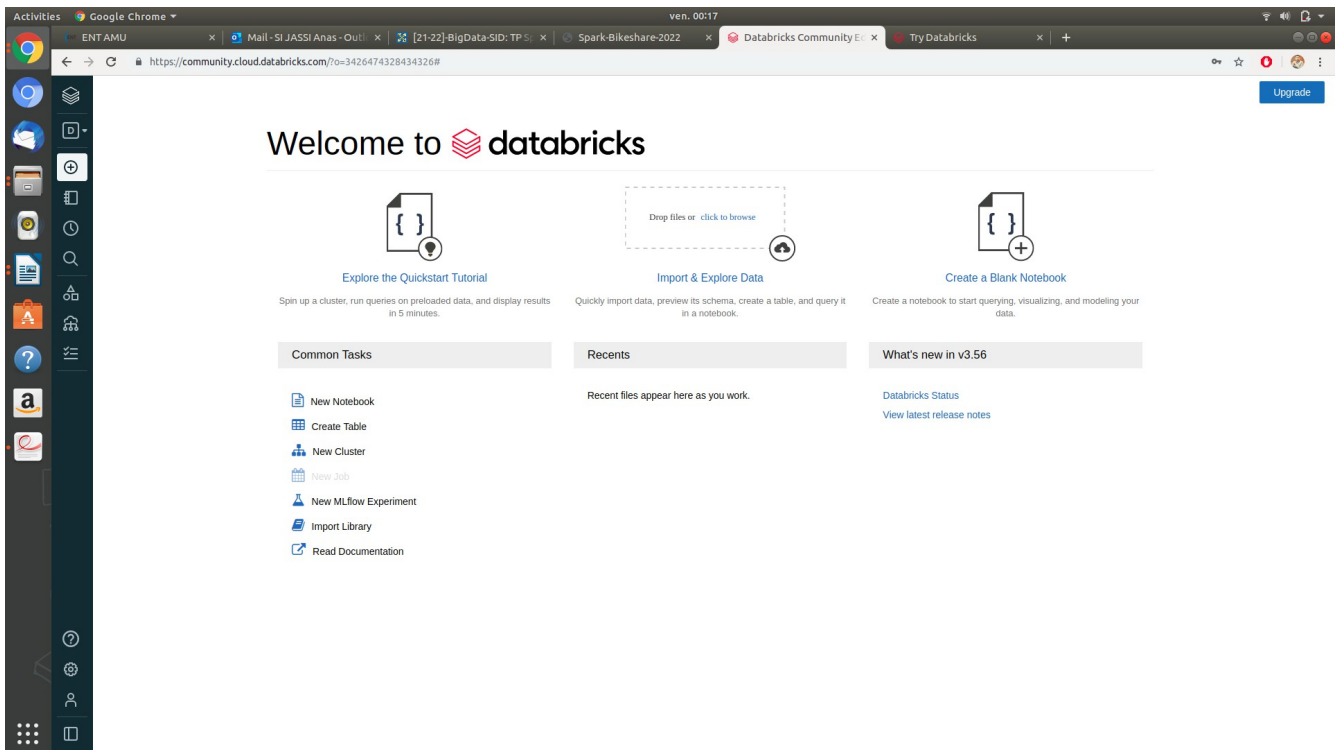 Activities
Google Chrome
ven. 00:17
ENT AMU
Mail - SI JASSI Anas - Outl
[21-22]-BigData-SID: TP S
Spark-Bikeshare-2022
Databricks Community E
Try Databricks
https://community.cloud.databricks.com/?o=3426474328434326#
D
Upgrade
Welcome to databricks
{ }
Drop files or click to browse
{ }
Explore the Quickstart Tutorial
Import & Explore Data
Create a Blank Notebook
Spin up a cluster, run queries on preloaded data, and display results
in 5 minutes.
Quickly import data, preview its schema, create a table, and query it
in a notebook.
Create a notebook to start querying, visualizing, and modeling your
data.
Common Tasks
Recents
What's new in v3.56
New Notebook
Create Table
New Cluster
New Job
New MLflow Experiment
Import Library
Read Documentation
Recent files appear here as you work.
Databricks Status
View latest release notes